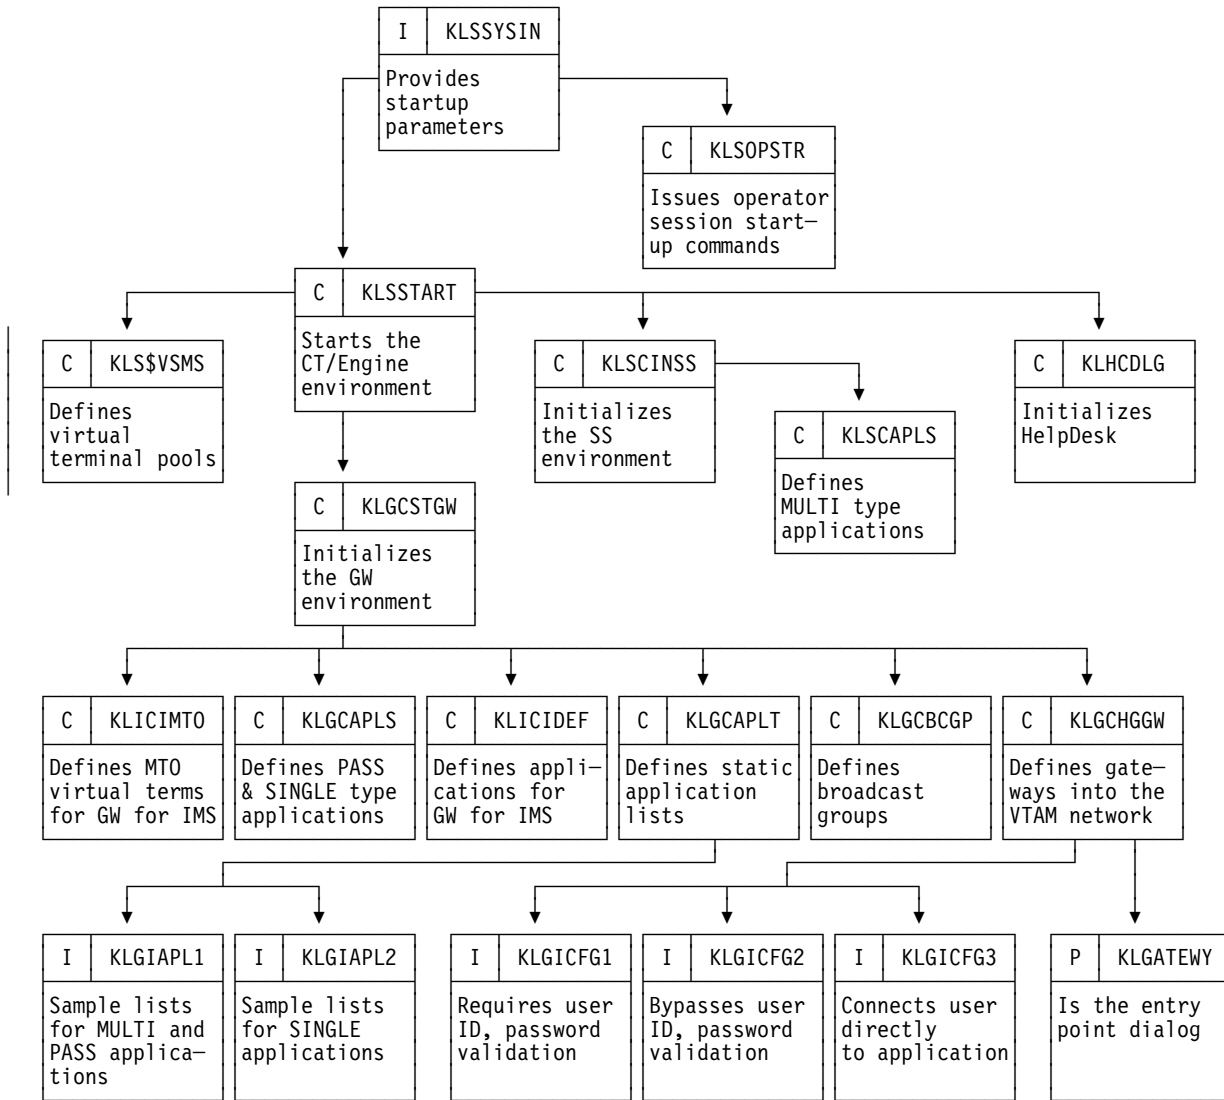 I KLSSYSIN
Provides
startup
parameters
C KLSOPSTR
Issues operator
session start—
up commands
C KLSSTART
Starts the
CT/Engine
environment
C KLS$VSMS
Defines
virtual
terminal pools
C KLSCINSS
Initializes
the SS
environment
C KLHCDLG
Initializes
HelpDesk
C KLSCAPLS
Defines
MULTI type
applications
C KLGCSTGW
Initializes
the GW
environment
C KLICIMTO
Defines MTO
virtual terms
for GW for IMS
C KLGCAPLS
Defines PASS
& SINGLE type
applications
C KLICIDEF
Defines appli—
cations for
GW for IMS
C KLGCAPLT
Defines static
application
lists
C KLGCBCGP
Defines
broadcast
groups
C KLGCHGGW
Defines gate—
ways into the
VTAM network
I KLGIAPL1
Sample lists
for MULTI and
PASS applica—
tions
I KLGIAPL2
Sample lists
for SINGLE
applications
I KLGICFG1
Requires user
ID, password
validation
I KLGICFG2
Bypasses user
ID, password
validation
I KLGICFG3
Connects user
directly
to application
P KLGATEWY
Is the entry
point dialog